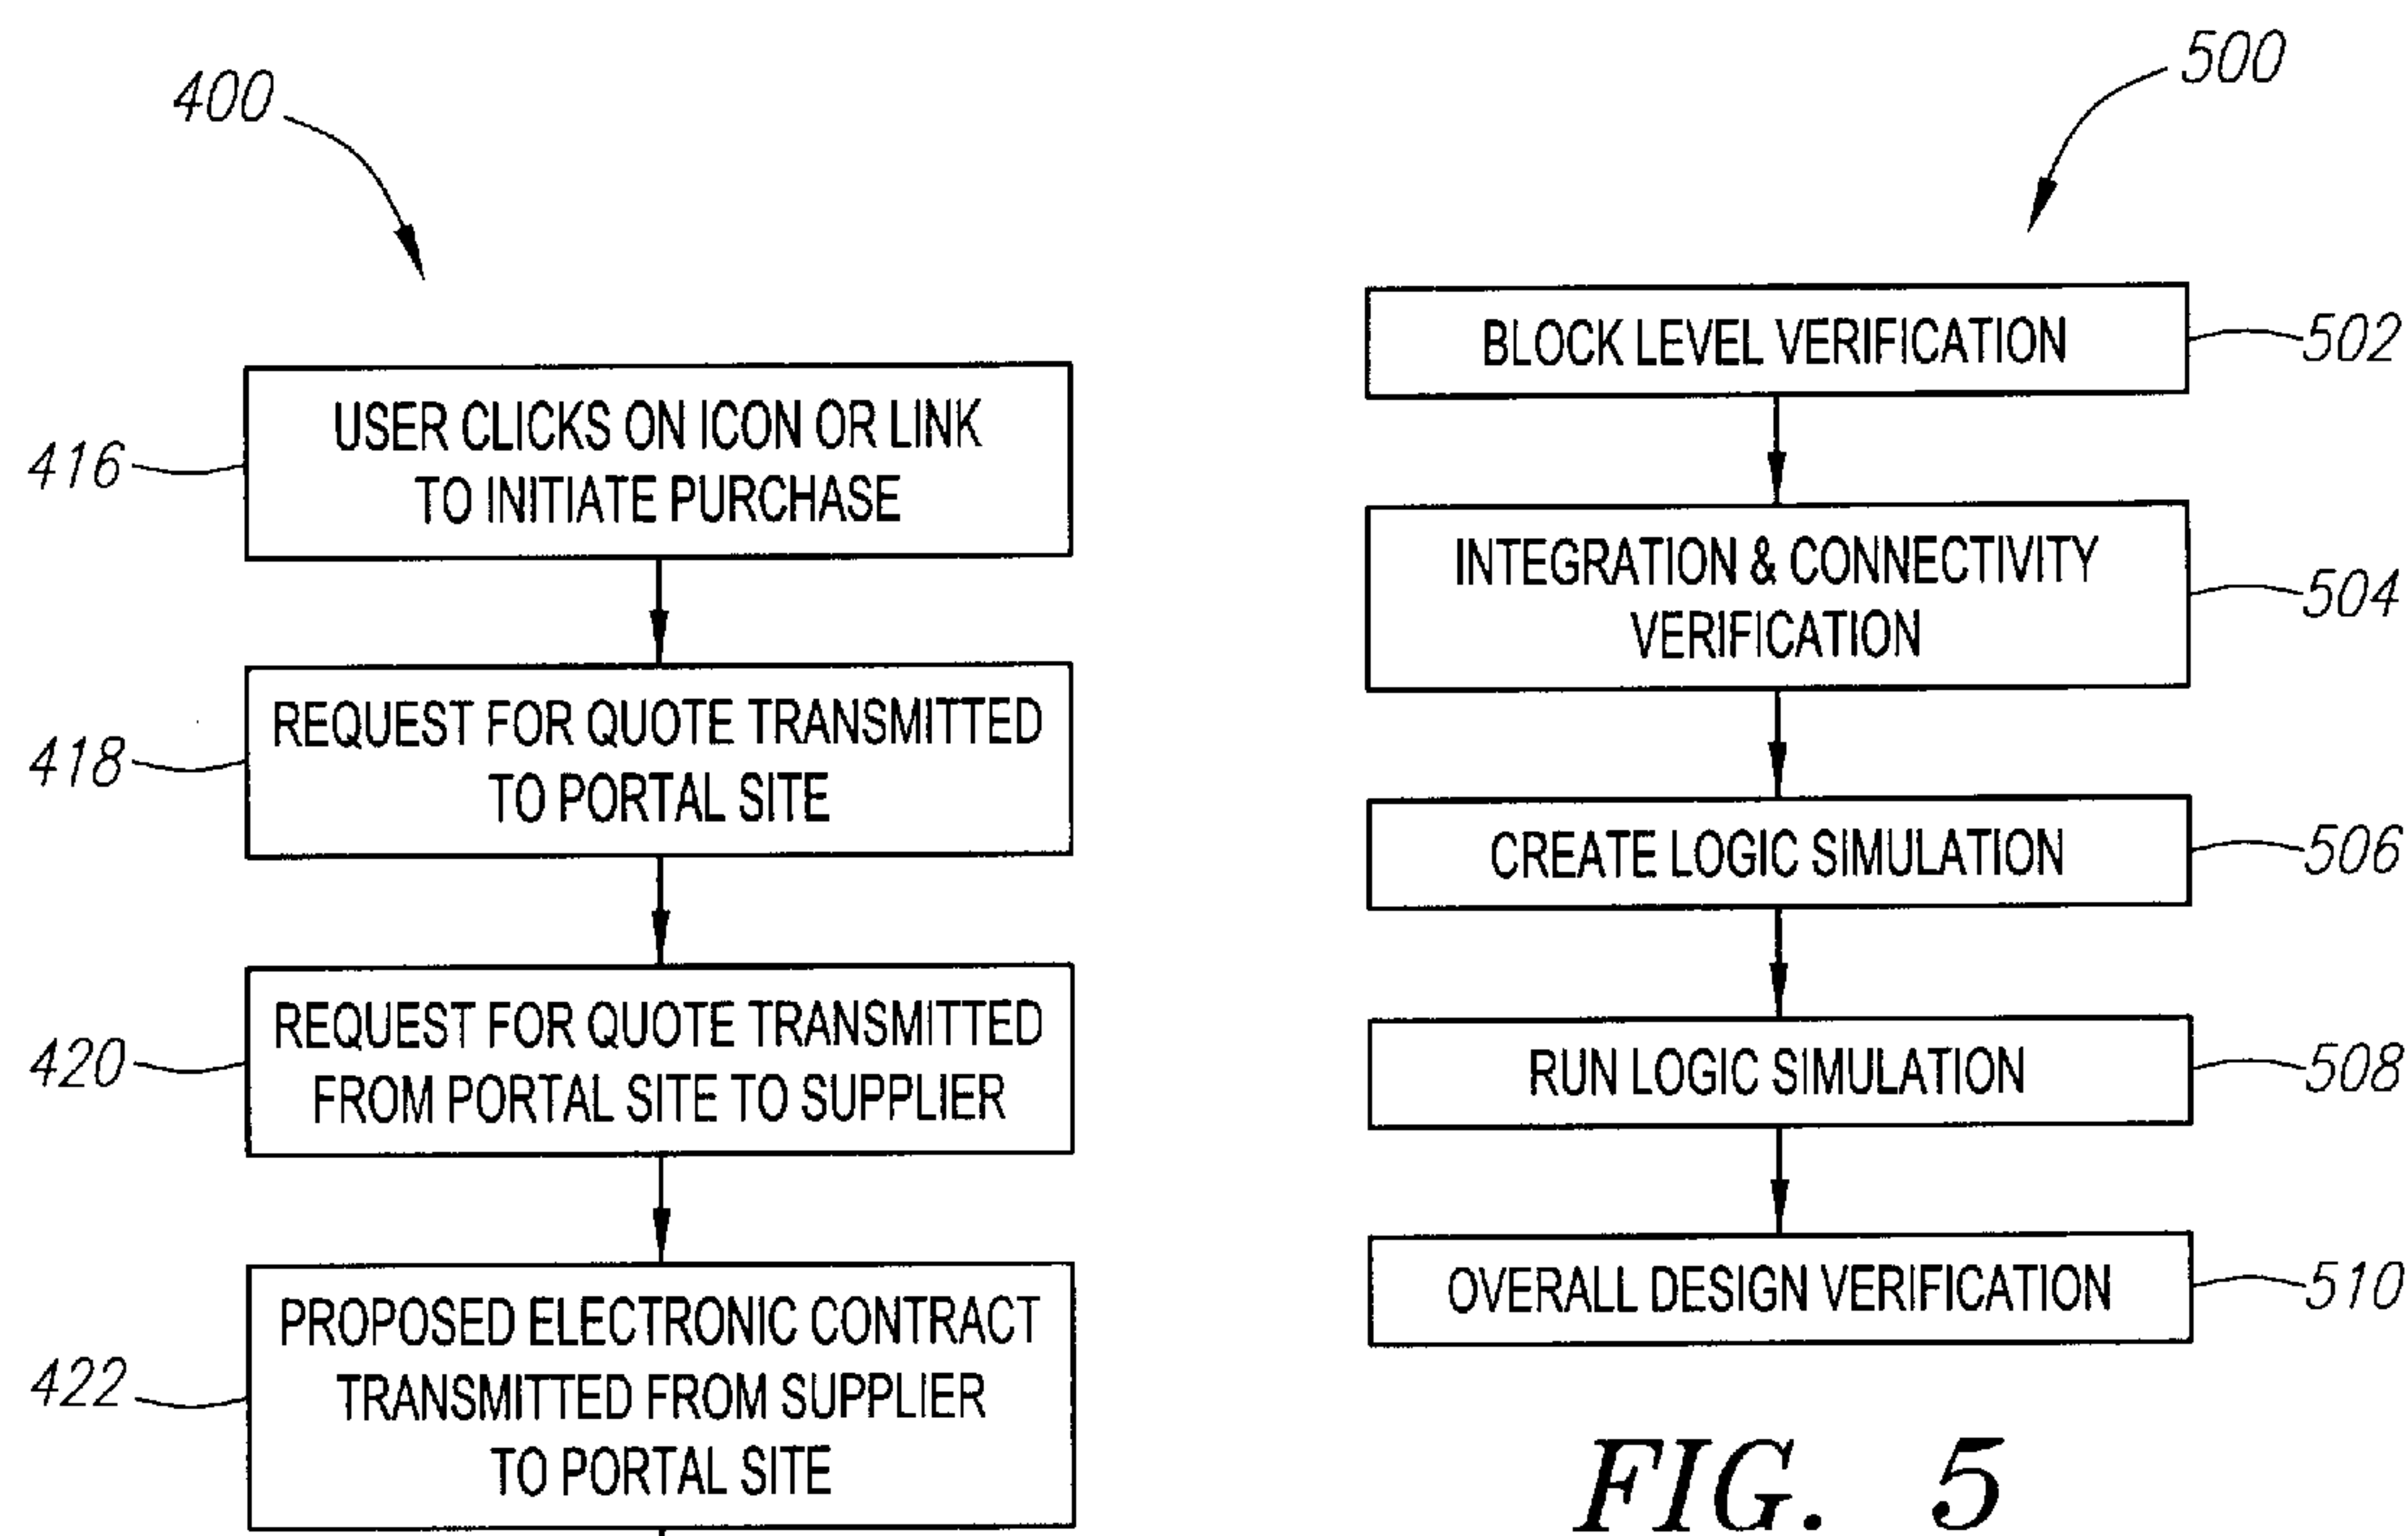 400
416
USER CLICKS ON ICON OR LINK
TO INITIATE PURCHASE
418
REQUEST FOR QUOTE TRANSMITTED
TO PORTAL SITE
420
REQUEST FOR QUOTE TRANSMITTED
FROM PORTAL SITE TO SUPPLIER
422
PROPOSED ELECTRONIC CONTRACT
TRANSMITTED FROM SUPPLIER
TO PORTAL SITE
500
BLOCK LEVEL VERIFICATION
502
INTEGRATION & CONNECTIVITY
VERIFICATION
504
CREATE LOGIC SIMULATION
506
RUN LOGIC SIMULATION
508
OVERALL DESIGN VERIFICATION
510
FIG. 5